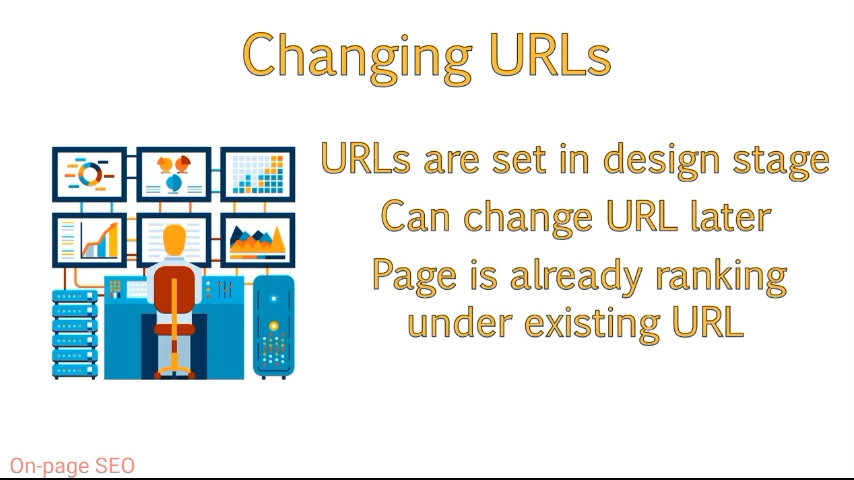 Changing URLs
URLs are set in design stage
Can change URL later
Page is already ranking
under existing URL
On-page SEO